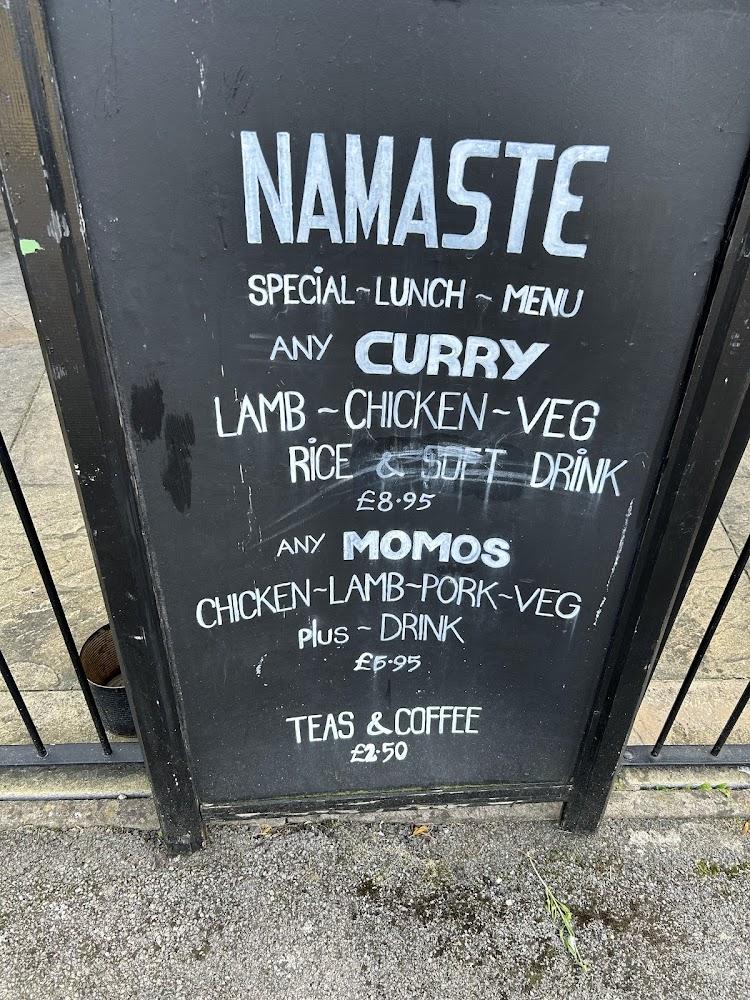 NAMASTE
SPECIAL~LUNCH~MENU
ANY CURRY
LAMB~CHICKEN~VEG
RICE & SOFT DRINK
£8.95
ANY MOMOS
CHICKEN~LAMB~PORK~VEG
plus~DRINK
£5.95
TEAS & COFFEE
£2.50